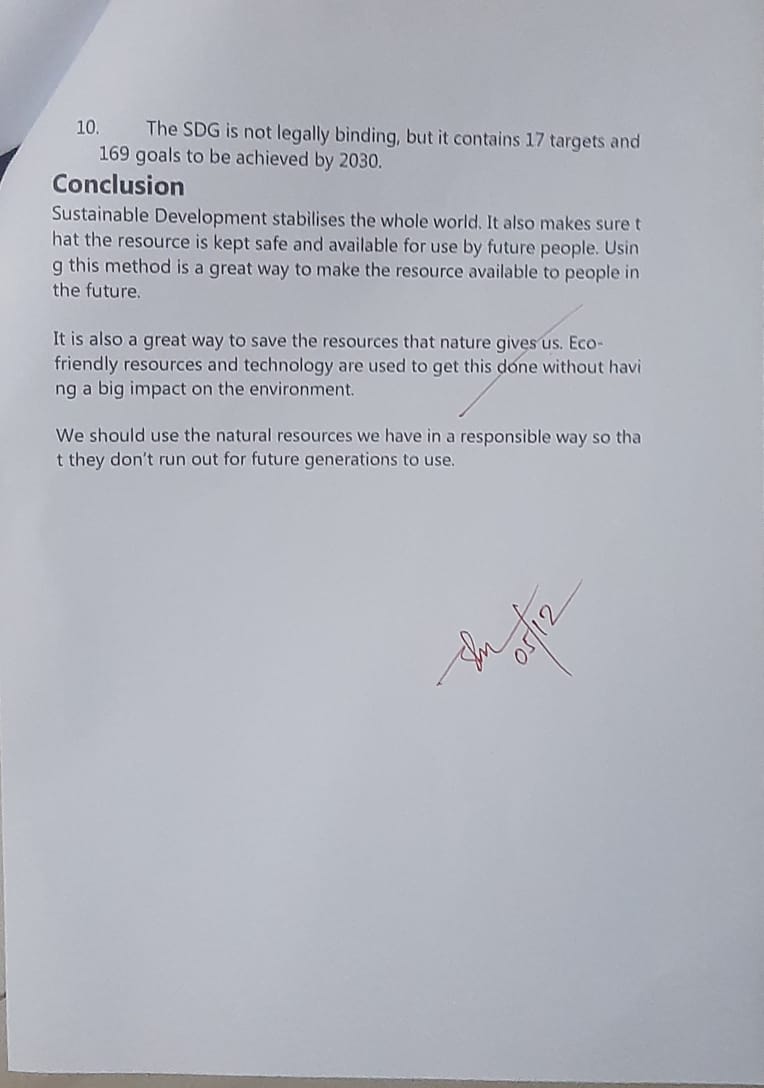 10. The SDG is not legally binding, but it contains 17 targets and
169 goals to be achieved by 2030.
Conclusion
Sustainable Development stabilises the whole world. It also makes sure t
hat the resource is kept safe and available for use by future people. Usin
g this method is a great way to make the resource available to people in
the future.
It is also a great way to save the resources that nature gives us. Eco-
friendly resources and technology are used to get this done without havi
ng a big impact on the environment.
We should use the natural resources we have in a responsible way so tha
t they don't run out for future generations to use.
05/12